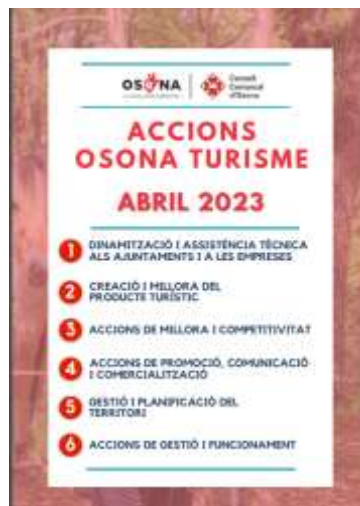 OSONA
Consell
Comarcal
d'Osona
ACCIONS
OSONA TURISME
ABRIL 2023
1 DINAMITZACIÓ I ASSISTÈNCIA TÈCNICA
ALS AJUNTAMENTS I A LES EMPRESES
2 CREACIÓ I MILLORA DEL
PRODUCTE TURÍSTIC
3 ACCIONS DE MILLORA I COMPETITIVITAT
4 ACCIONS DE PROMOCIÓ, COMUNICACIÓ
I COMERCIALITZACIÓ
5 GESTIÓ I PLANIFICACIÓ DEL
TERRITORI
6 ACCIONS DE GESTIÓ I FUNCIONAMENT